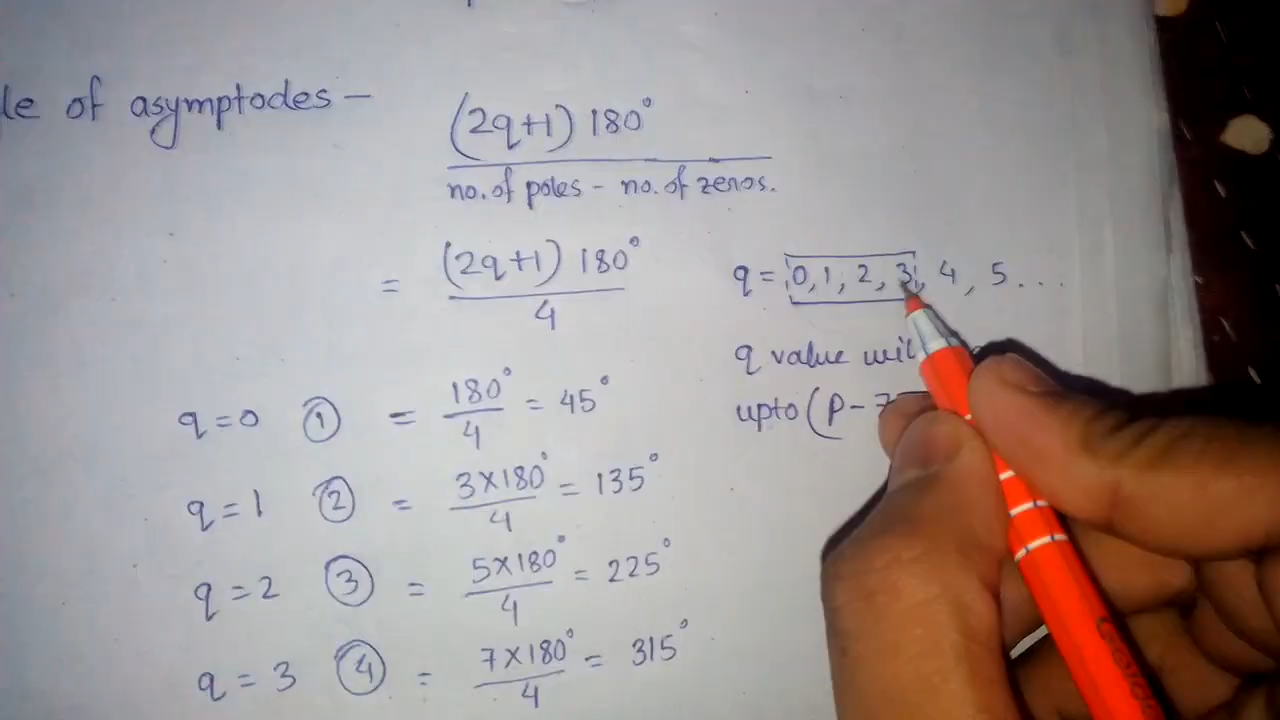 le of asymptodes – (2q+1) 180°
no. of poles – no. of zeros.
= (2q+1) 180°
4
q = 0, 1, 2, 3, 4, 5...
q value
upto (P –
q = 0 ① = 180° = 45°
4
q = 1 ② = 3×180° = 135°
4
q = 2 ③ = 5×180° = 225°
4
q = 3 ④ = 7×180° = 315°
4